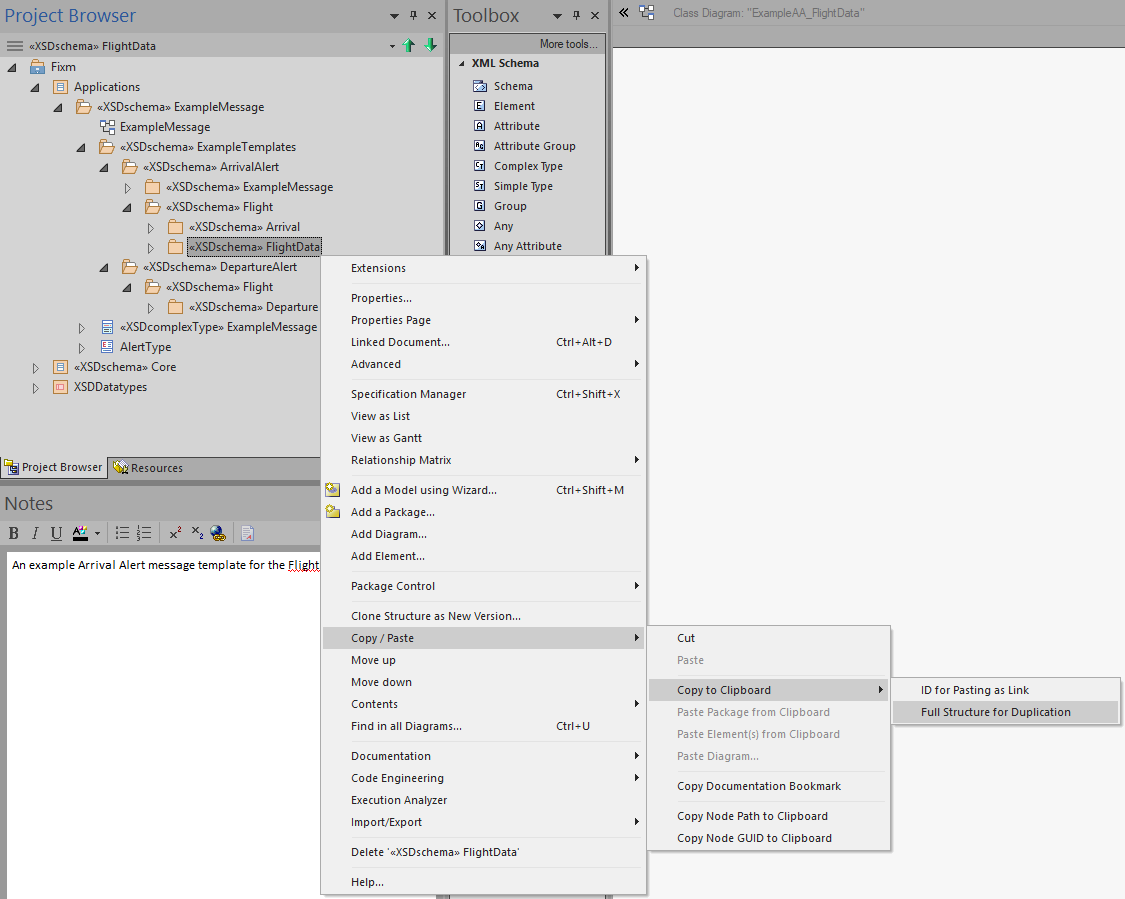 Project Browser
«XSDschema» FlightData
Fixm
Applications
«XSDschema» ExampleMessage
ExampleMessage
«XSDschema» ExampleTemplates
«XSDschema» ArrivalAlert
«XSDschema» ExampleMessage
«XSDschema» Flight
«XSDschema» Arrival
«XSDschema» FlightData
«XSDschema» DepartureAlert
«XSDschema» Flight
«XSDschema» Departure
«XSDcomplexType» ExampleMessage
AlertType
«XSDschema» Core
XSDDatatypes
Project Browser
Resources
Notes
B I U A x² x₂
An example Arrival Alert message template for the Flight
Toolbox
More tools...
XML Schema
Schema
Element
Attribute
Attribute Group
Complex Type
Simple Type
Group
Any
Any Attribute
Class Diagram: "ExampleAA_FlightData"
Extensions
Properties...
Properties Page
Linked Document... Ctrl+Alt+D
Advanced
Specification Manager Ctrl+Shift+X
View as List
View as Gantt
Relationship Matrix
Add a Model using Wizard... Ctrl+Shift+M
Add a Package...
Add Diagram...
Add Element...
Package Control
Clone Structure as New Version...
Copy / Paste
Move up
Move down
Contents
Find in all Diagrams... Ctrl+U
Documentation
Code Engineering
Execution Analyzer
Import/Export
Delete '«XSDschema» FlightData'
Help...
Cut
Paste
Copy to Clipboard
Paste Package from Clipboard
Paste Element(s) from Clipboard
Paste Diagram...
Copy Documentation Bookmark
Copy Node Path to Clipboard
Copy Node GUID to Clipboard
ID for Pasting as Link
Full Structure for Duplication